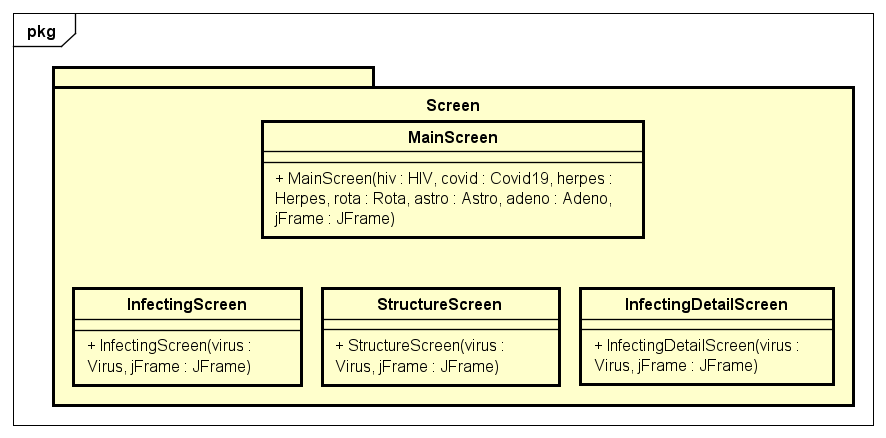 pkg
Screen
MainScreen
+ MainScreen(hiv : HIV, covid : Covid19, herpes :
Herpes, rota : Rota, astro : Astro, adeno : Adeno,
jFrame : JFrame)
InfectingScreen
+ InfectingScreen(virus :
Virus, jFrame : JFrame)
StructureScreen
+ StructureScreen(virus :
Virus, jFrame : JFrame)
InfectingDetailScreen
+ InfectingDetailScreen(virus :
Virus, jFrame : JFrame)